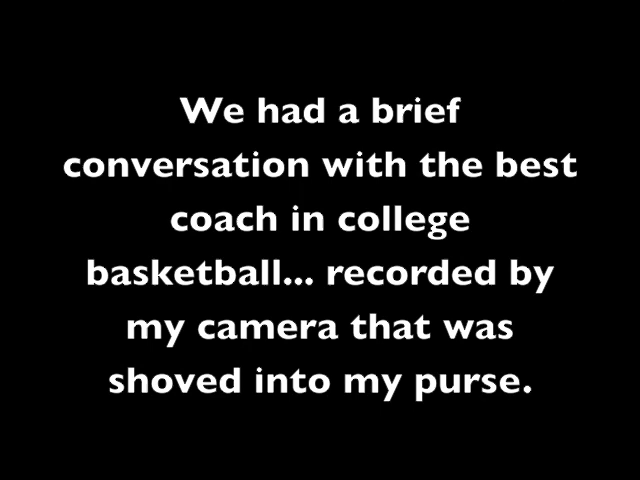 We had a brief
conversation with the best
coach in college
basketball... recorded by
my camera that was
shoved into my purse.